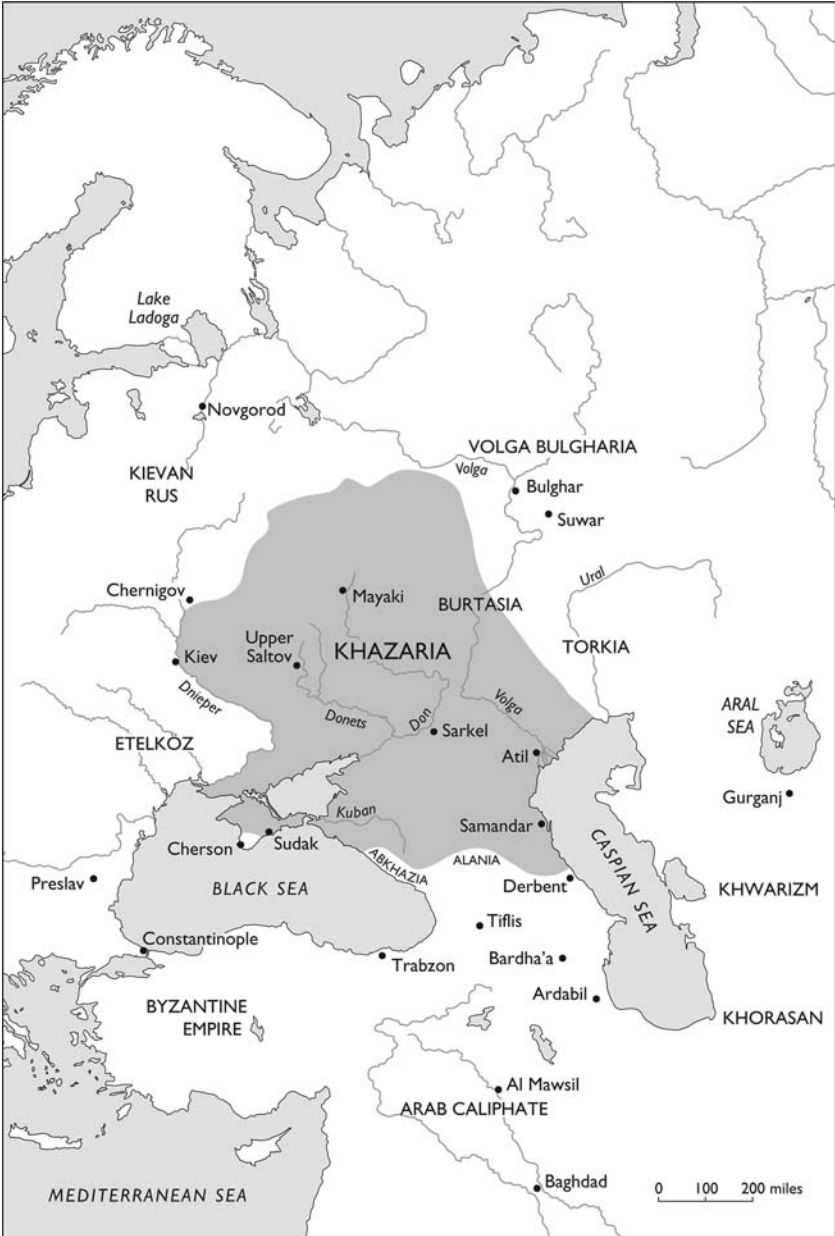 Lake
Ladoga
Novgorod
VOLGA BULGHARIA
Volga
KIEVAN
RUS
Bulghar
Suwar
Ural
Chernigov
Mayaki
BURTASIA
Upper
Saltov
KHAZARIA
TORKIA
Kiev
Dnieper
Volga
ARAL
SEA
Donets
Don
Sarkel
ETELKÖZ
Atil
Gurganj
Kuban
Samandar
Cherson
Sudak
ABKHAZIA
ALANIA
CASPIAN SEA
Preslav
BLACK SEA
Derbent
KHWARIZM
Tiflis
Constantinople
Trabzon
Bardha’a
Ardabil
BYZANTINE
EMPIRE
KHORASAN
Al Mawsil
ARAB CALIPHATE
Baghdad
MEDITERRANEAN SEA
0 100 200 miles